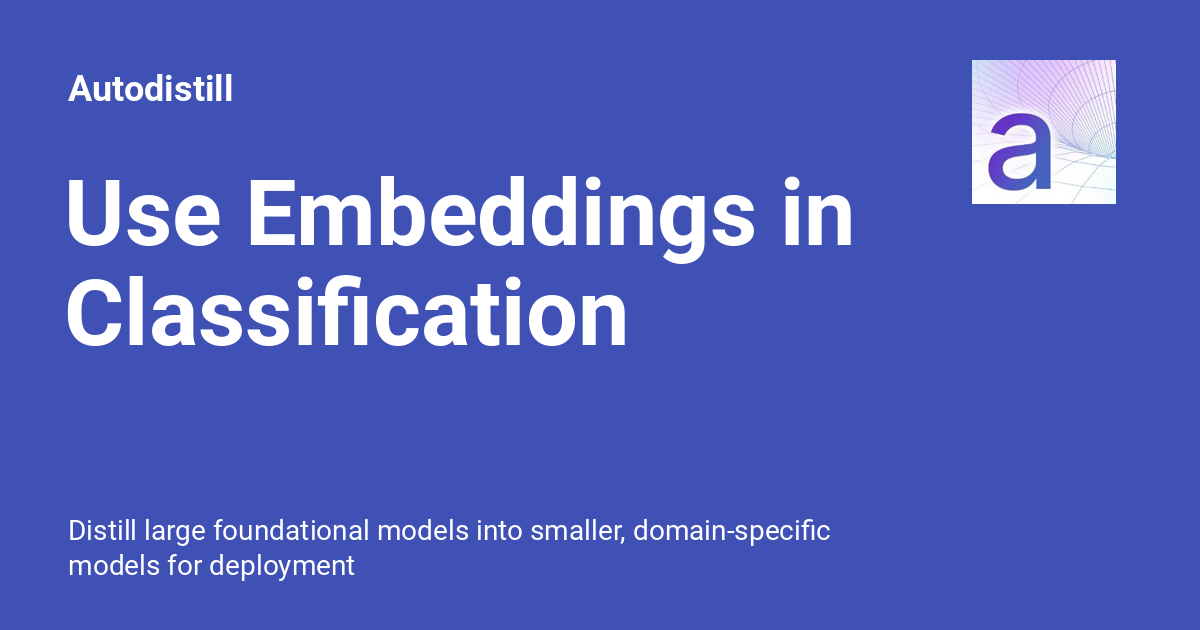 Autodistill
a
Use Embeddings in
Classification
Distill large foundational models into smaller, domain-specific
models for deployment